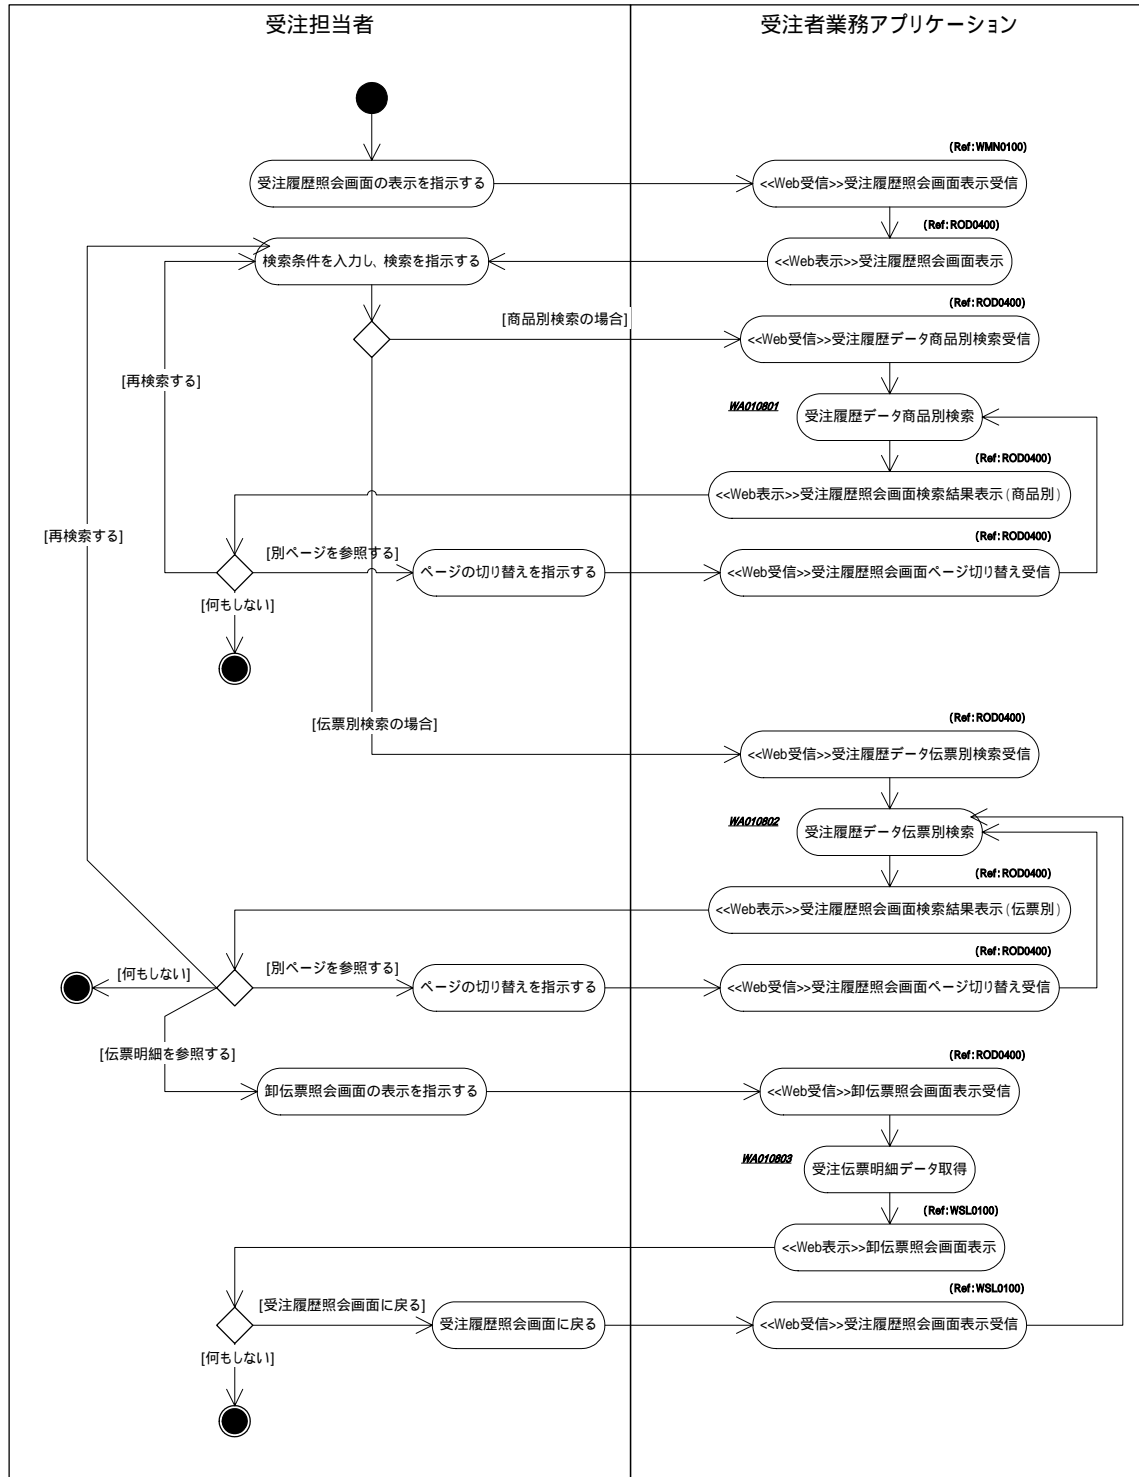 受注担当者
受注者業務アプリケーション
(Ref:WMN0100)
受注履歴照会画面の表示を指示する
<<Web受信>>受注履歴照会画面表示受信
(Ref:ROD0400)
検索条件を入力し、検索を指示する
<<Web表示>>受注履歴照会画面表示
(Ref:ROD0400)
[商品別検索の場合]
<<Web受信>>受注履歴データ商品別検索受信
[再検索する]
WA010801
受注履歴データ商品別検索
(Ref:ROD0400)
<<Web表示>>受注履歴照会画面検索結果表示(商品別)
[再検索する]
(Ref:ROD0400)
[別ページを参照する]
ページの切り替えを指示する
<<Web受信>>受注履歴照会画面ページ切り替え受信
[何もしない]
[伝票別検索の場合]
(Ref:ROD0400)
<<Web受信>>受注履歴データ伝票別検索受信
WA010802
受注履歴データ伝票別検索
(Ref:ROD0400)
<<Web表示>>受注履歴照会画面検索結果表示(伝票別)
(Ref:ROD0400)
[何もしない]
[別ページを参照する]
ページの切り替えを指示する
<<Web受信>>受注履歴照会画面ページ切り替え受信
[伝票明細を参照する]
(Ref:ROD0400)
卸伝票照会画面の表示を指示する
<<Web受信>>卸伝票照会画面表示受信
WA010803
受注伝票明細データ取得
(Ref:WSL0100)
<<Web表示>>卸伝票照会画面表示
(Ref:WSL0100)
[受注履歴照会画面に戻る]
受注履歴照会画面に戻る
<<Web受信>>受注履歴照会画面表示受信
[何もしない]